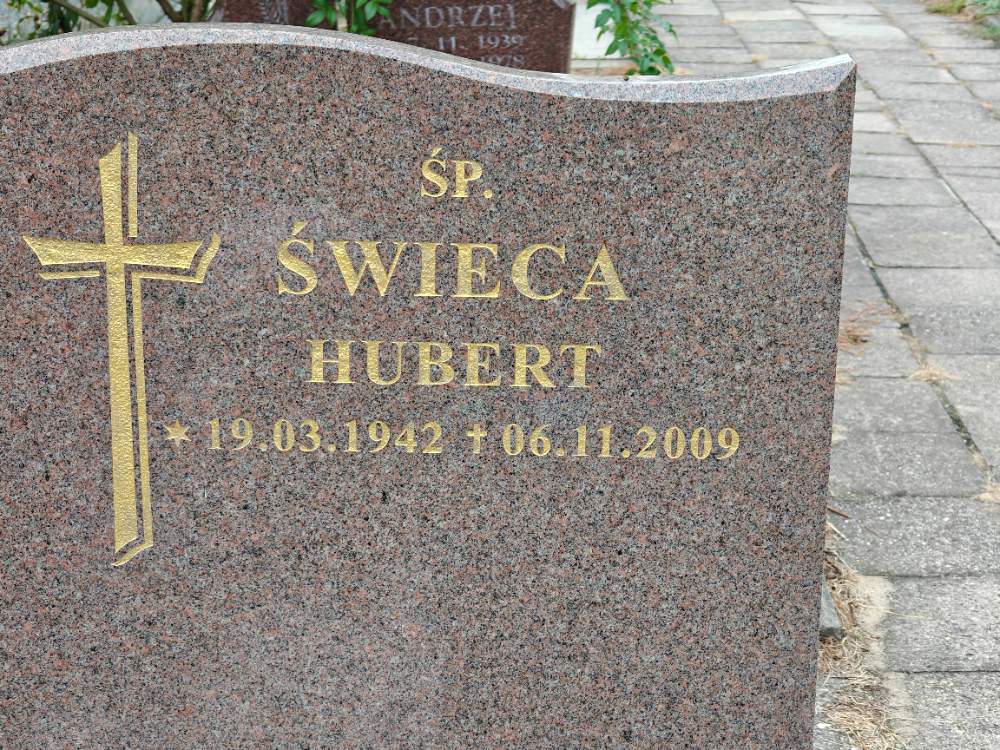 ANDRZEJ
ŚP.
ŚWIECA
HUBERT
* 19.03.1942 † 06.11.2009